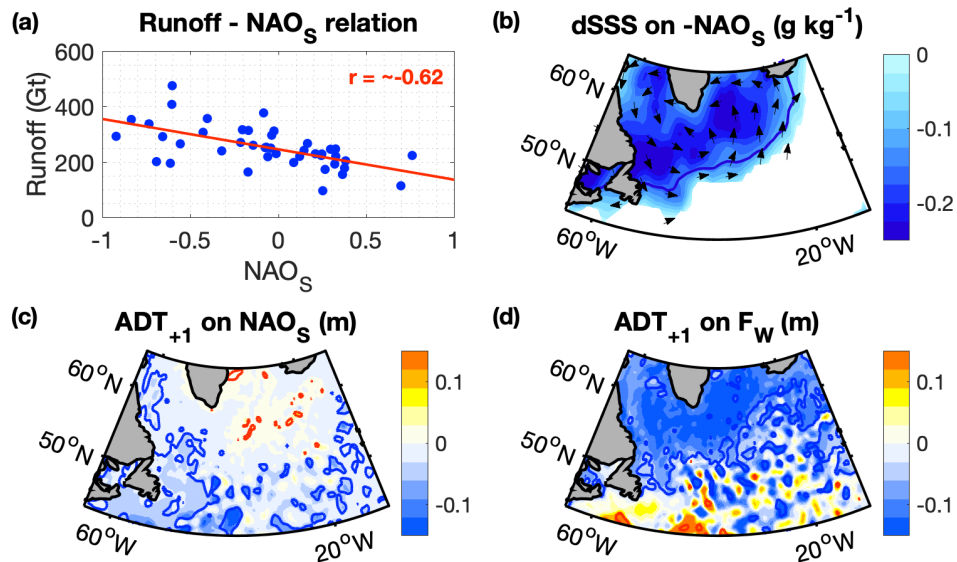 (a) Runoff - NAO_S relation
600
400
200
0
Runoff (Gt)
r = ~-0.62
-1 -0.5 0 0.5 1
NAO_S
(b) dSSS on -NAO_S (g kg^-1)
60°N
50°N
60°W
20°W
0
-0.1
-0.2
(c) ADT_+1 on NAO_S (m)
60°N
50°N
60°W
20°W
0.1
0
-0.1
(d) ADT_+1 on F_W (m)
60°N
50°N
60°W
20°W
0.1
0
-0.1